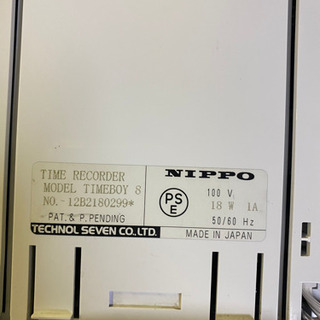 TIME RECORDER
MODEL TIMEBOY 8
NO.-12B2180299*
PAT.& P.PENDING
TECHNOL SEVEN CO.,LTD.
NIPPO
PS
E
100 V
18 W 1A
50/60 Hz
MADE IN JAPAN